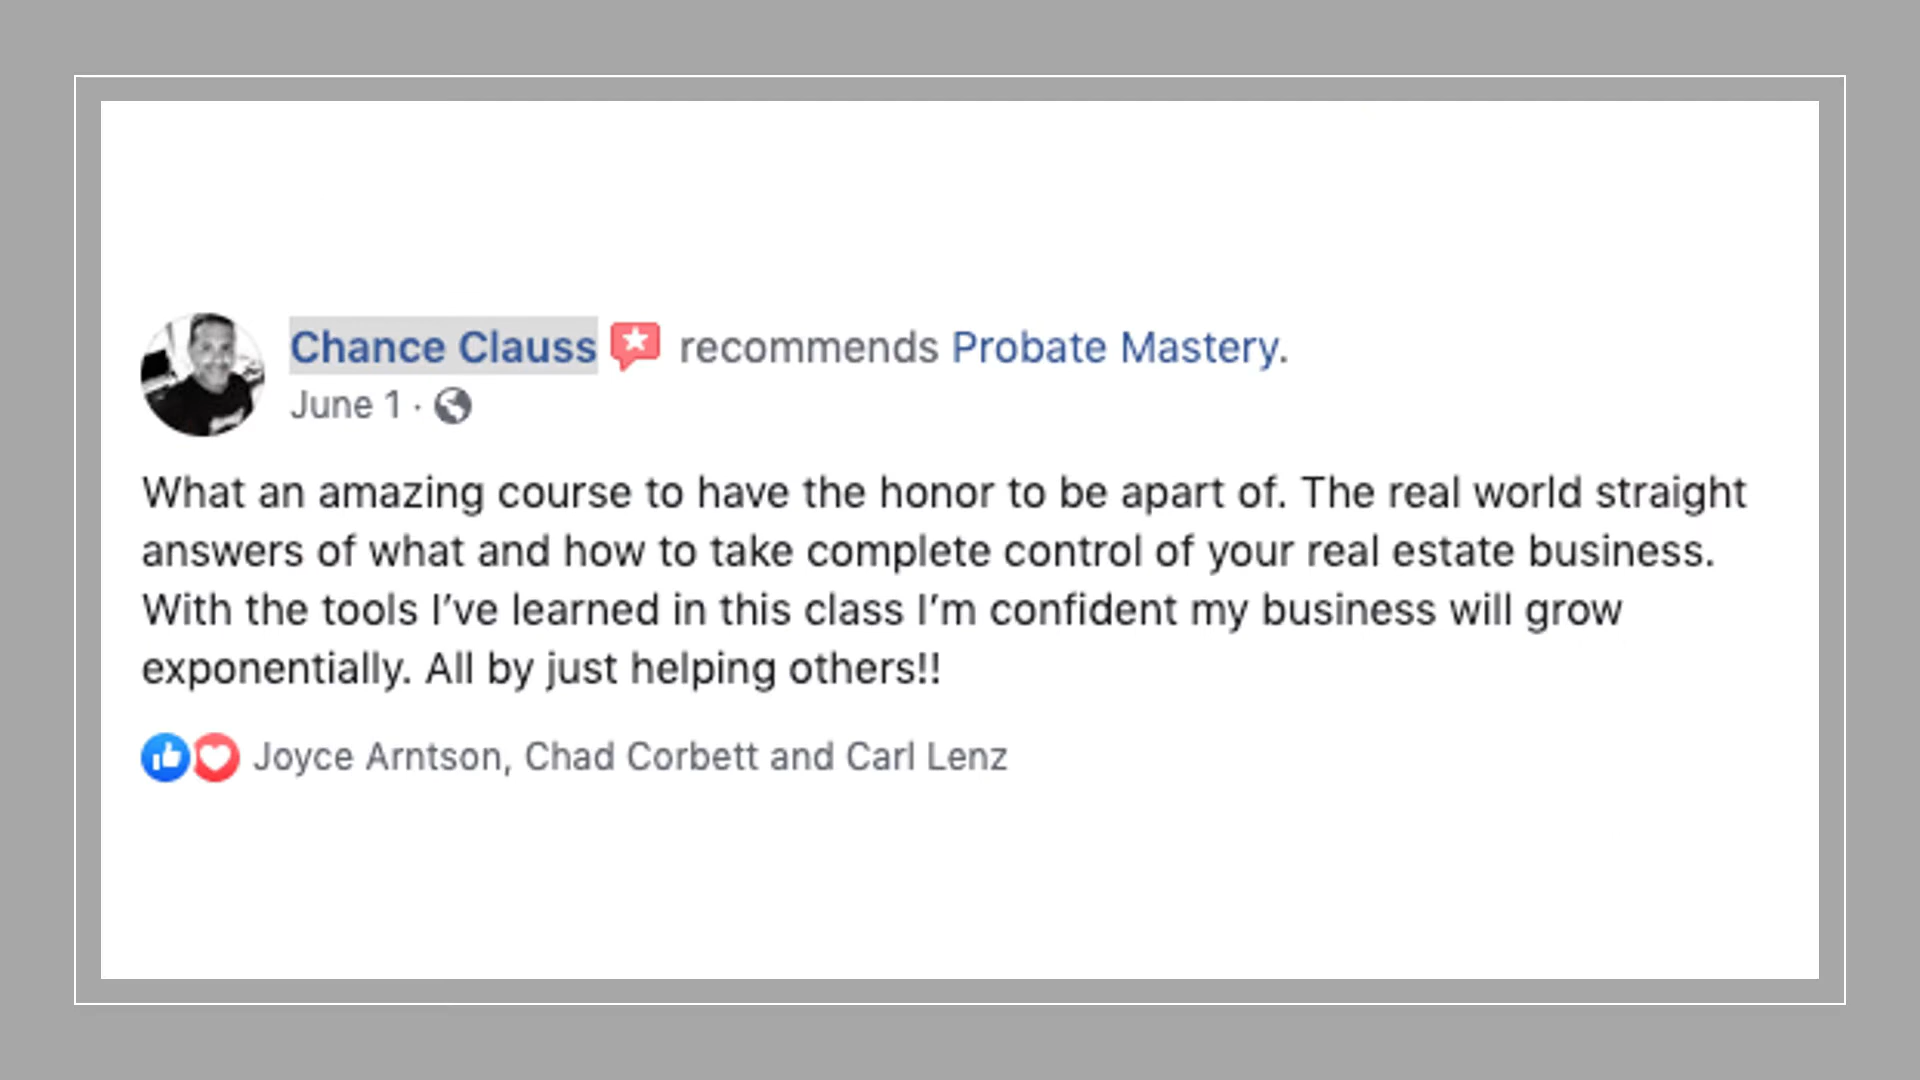 Chance Clauss recommends Probate Mastery.
June 1 ·
What an amazing course to have the honor to be apart of. The real world straight
answers of what and how to take complete control of your real estate business.
With the tools I’ve learned in this class I’m confident my business will grow
exponentially. All by just helping others!!
Joyce Arntson, Chad Corbett and Carl Lenz